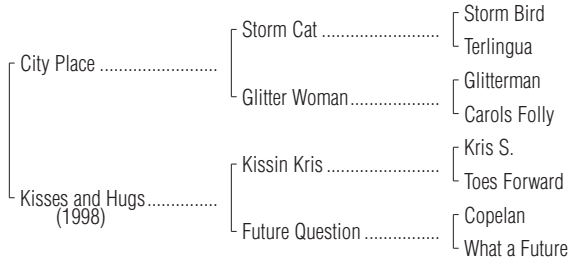 Storm Bird
Storm Cat ..........................
Terlingua
City Place ..........................
Glitterman
Glitter Woman....................
Carols Folly
Kris S.
Kissin Kris .........................
Toes Forward
Kisses and Hugs...............
(1998)
Copelan
Future Question .................
What a Future